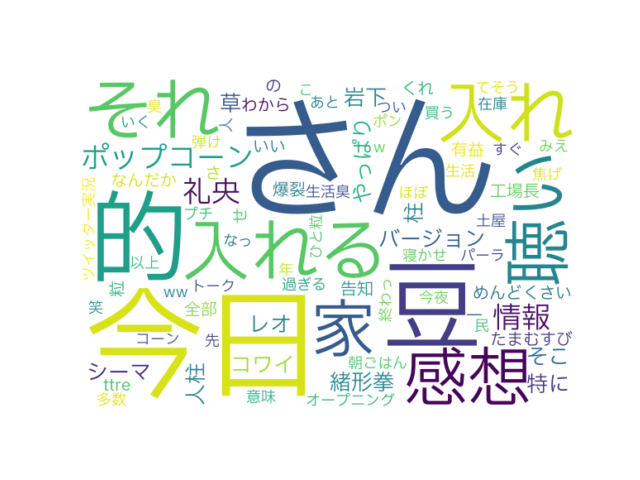 それ
さん
入れ
的
入れる
豆
聴い
今日
家
感想
ポップコーン
礼央
草
わから
の
こ
あと
岩下
つい
くれ
買う
てそう
在庫
臭
いく
弾け
人
いい
さ
なんだか
ツイッター実況
プチ
セ
爆裂
生活臭
ひと粒
やっぱり
ポン
w
ほぼ
有益
生活
すぐ
みえ
焦げ
工場長
柱
バージョン
土屋
パーラ
寝かせ
めんどくさい
なっ
以上
粒
笑
ww
トーク
年
過ぎる
告知
終わっ
今夜
一
民
情報
たまむすび
全部
レオ
コーン
先
シーマ
ttre
多数
人柱
コワイ
意味
朝ごはん
緒形拳
オープニング
そこ
特に